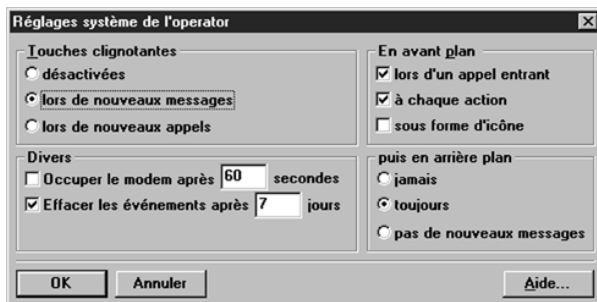 Réglages système de l'operator
Touches clignotantes
désactivées
lors de nouveaux messages
lors de nouveaux appels
En avant plan
lors d'un appel entrant
à chaque action
sous forme d'icône
Divers
Occuper le modem après 60 secondes
Effacer les événements après 7 jours
puis en arrière plan
jamais
toujours
pas de nouveaux messages
OK Annuler Aide...